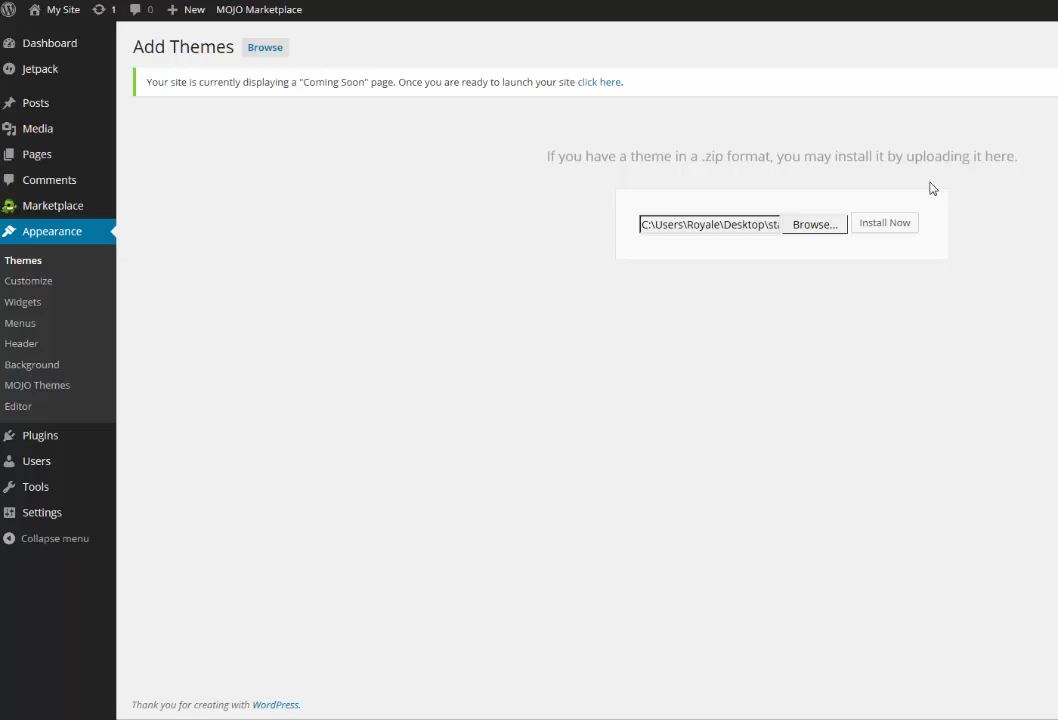 My Site 1 0 New MOJO Marketplace
Dashboard
Jetpack
Posts
Media
Pages
Comments
Marketplace
Appearance
Themes
Customize
Widgets
Menus
Header
Background
MOJO Themes
Editor
Plugins
Users
Tools
Settings
Collapse menu
Add Themes Browse
Your site is currently displaying a "Coming Soon" page. Once you are ready to launch your site click here.
If you have a theme in a .zip format, you may install it by uploading it here.
C:\Users\Royale\Desktop\sta Browse... Install Now
Thank you for creating with WordPress.